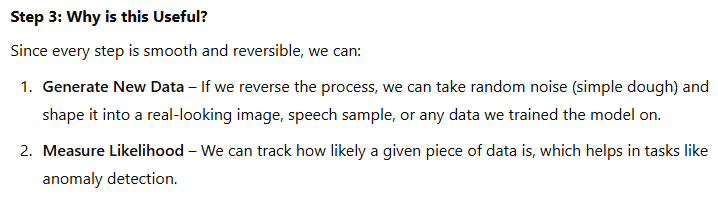 Step 3: Why is this Useful?
Since every step is smooth and reversible, we can:
1. Generate New Data – If we reverse the process, we can take random noise (simple dough) and
shape it into a real-looking image, speech sample, or any data we trained the model on.
2. Measure Likelihood – We can track how likely a given piece of data is, which helps in tasks like
anomaly detection.